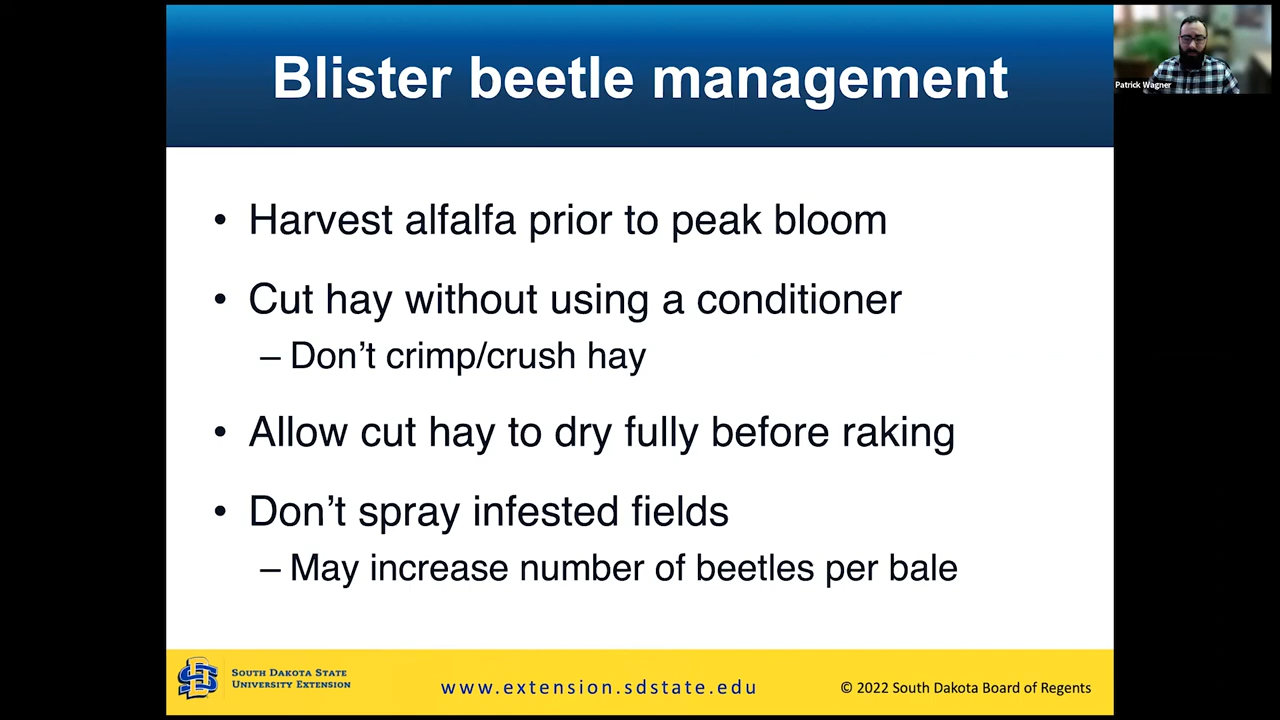 Blister beetle management
Patrick Wagner
• Harvest alfalfa prior to peak bloom
• Cut hay without using a conditioner
– Don’t crimp/crush hay
• Allow cut hay to dry fully before raking
• Don’t spray infested fields
– May increase number of beetles per bale
SOUTH DAKOTA STATE
UNIVERSITY EXTENSION
www.extension.sdstate.edu
© 2022 South Dakota Board of Regents